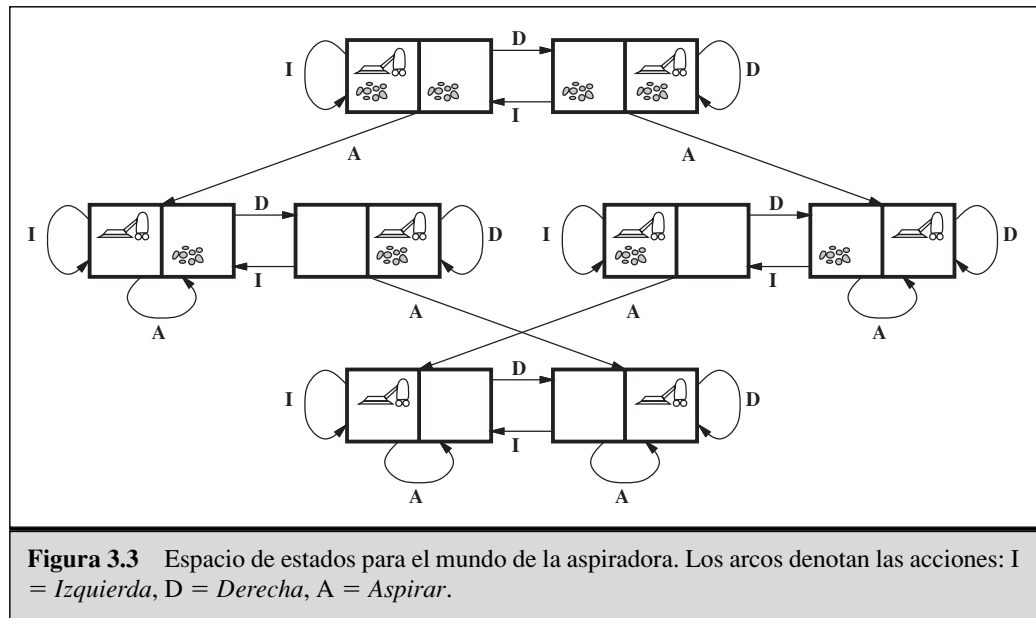 D
I
D
I
A
A
D
D
I
D
I
D
I
I
A
A
A
A
D
I
D
I
A
A
Figura 3.3 Espacio de estados para el mundo de la aspiradora. Los arcos denotan las acciones: I
= Izquierda, D = Derecha, A = Aspirar.